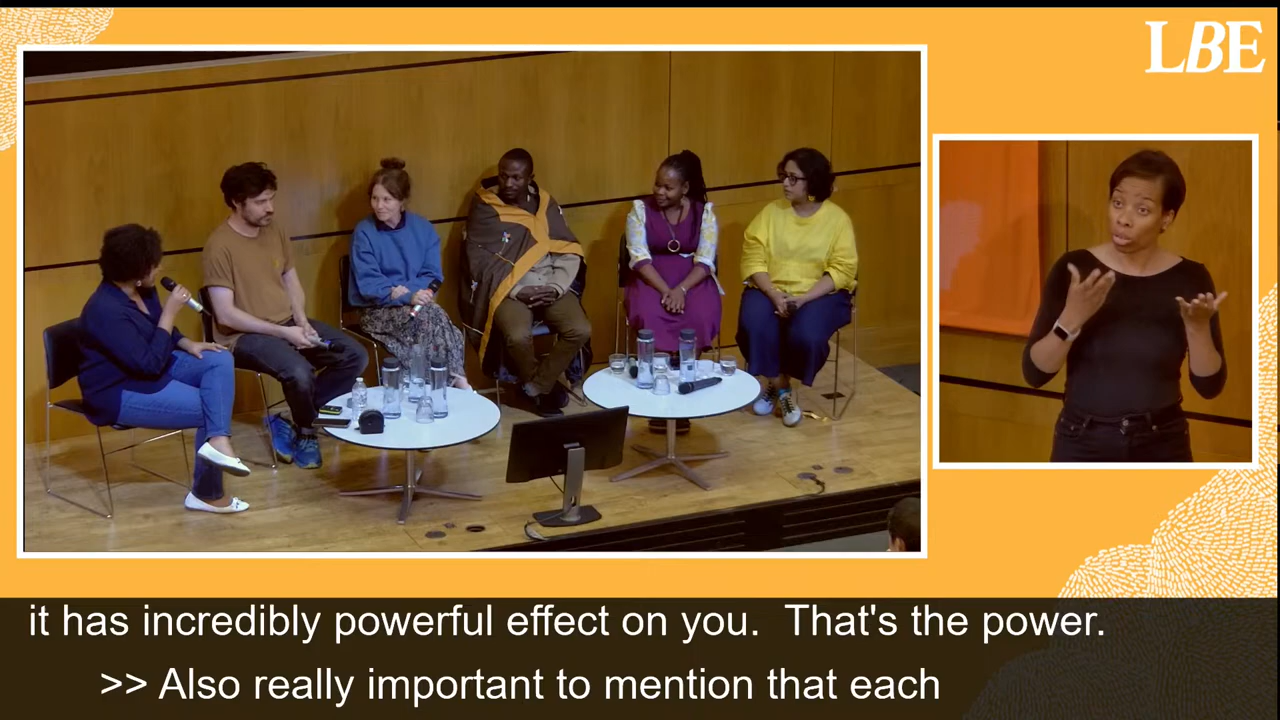 LBE
it has incredibly powerful effect on you.  That's the power.
>> Also really important to mention that each